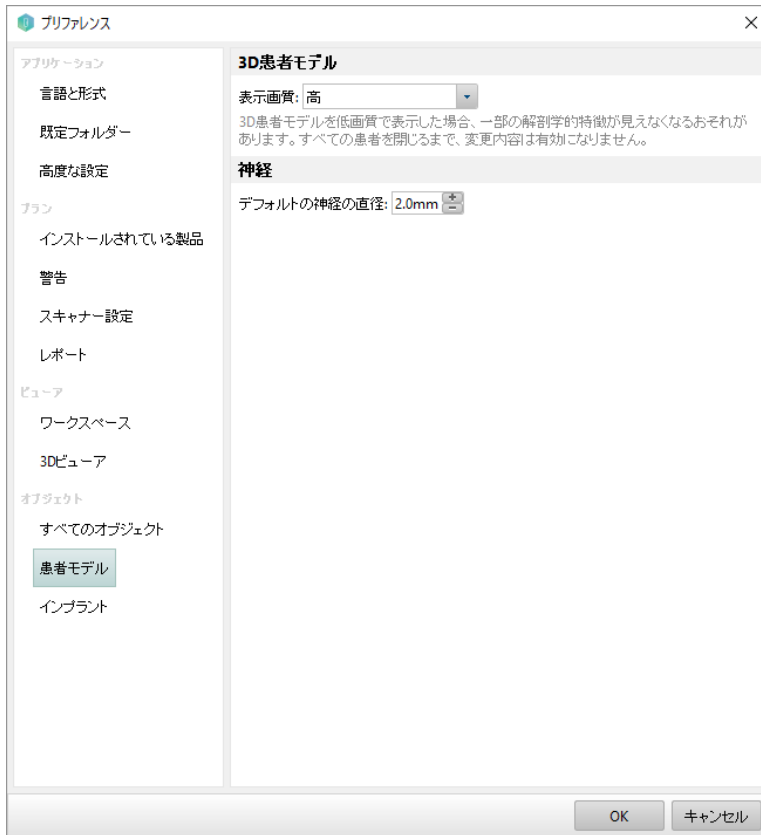 プリファレンス
アプリケーション
言語と形式
既定フォルダー
高度な設定
プラン
インストールされている製品
警告
スキャナー設定
レポート
ビューア
ワークスペース
3Dビューア
オブジェクト
すべてのオブジェクト
患者モデル
インプラント
3D患者モデル
表示画質: 高
3D患者モデルを低画質で表示した場合、一部の解剖学的特徴が見えなくなるおそれが
あります。すべての患者を閉じるまで、変更内容は有効になりません。
神経
デフォルトの神経の直径: 2.0mm
OK キャンセル